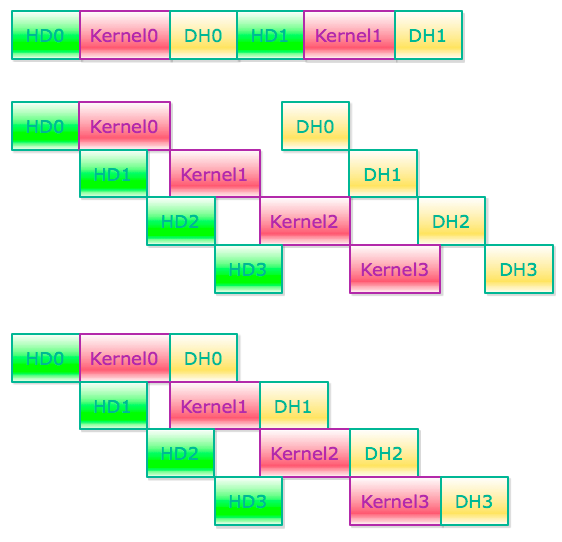 HD0 Kernel0 DH0 HD1 Kernel1 DH1
HD0 Kernel0 DH0
HD1 Kernel1 DH1
HD2 Kernel2 DH2
HD3 Kernel3 DH3
HD0 Kernel0 DH0
HD1 Kernel1 DH1
HD2 Kernel2 DH2
HD3 Kernel3 DH3